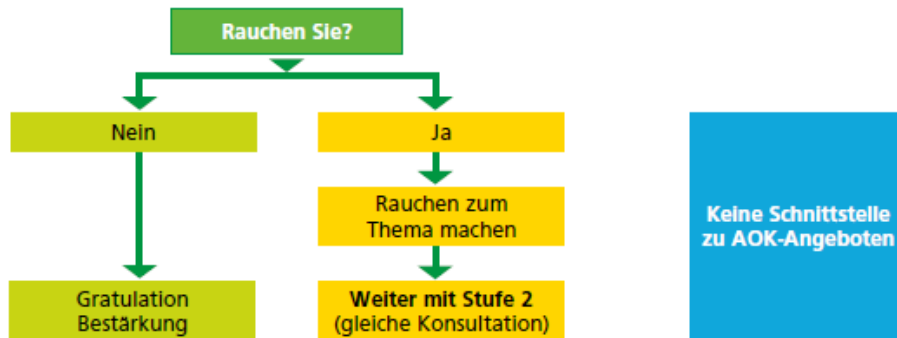 Rauchen Sie?
Nein
Ja
Rauchen zum
Thema machen
Keine Schnittstelle
zu AOK-Angeboten
Gratulation
Bestärkung
Weiter mit Stufe 2
(gleiche Konsultation)